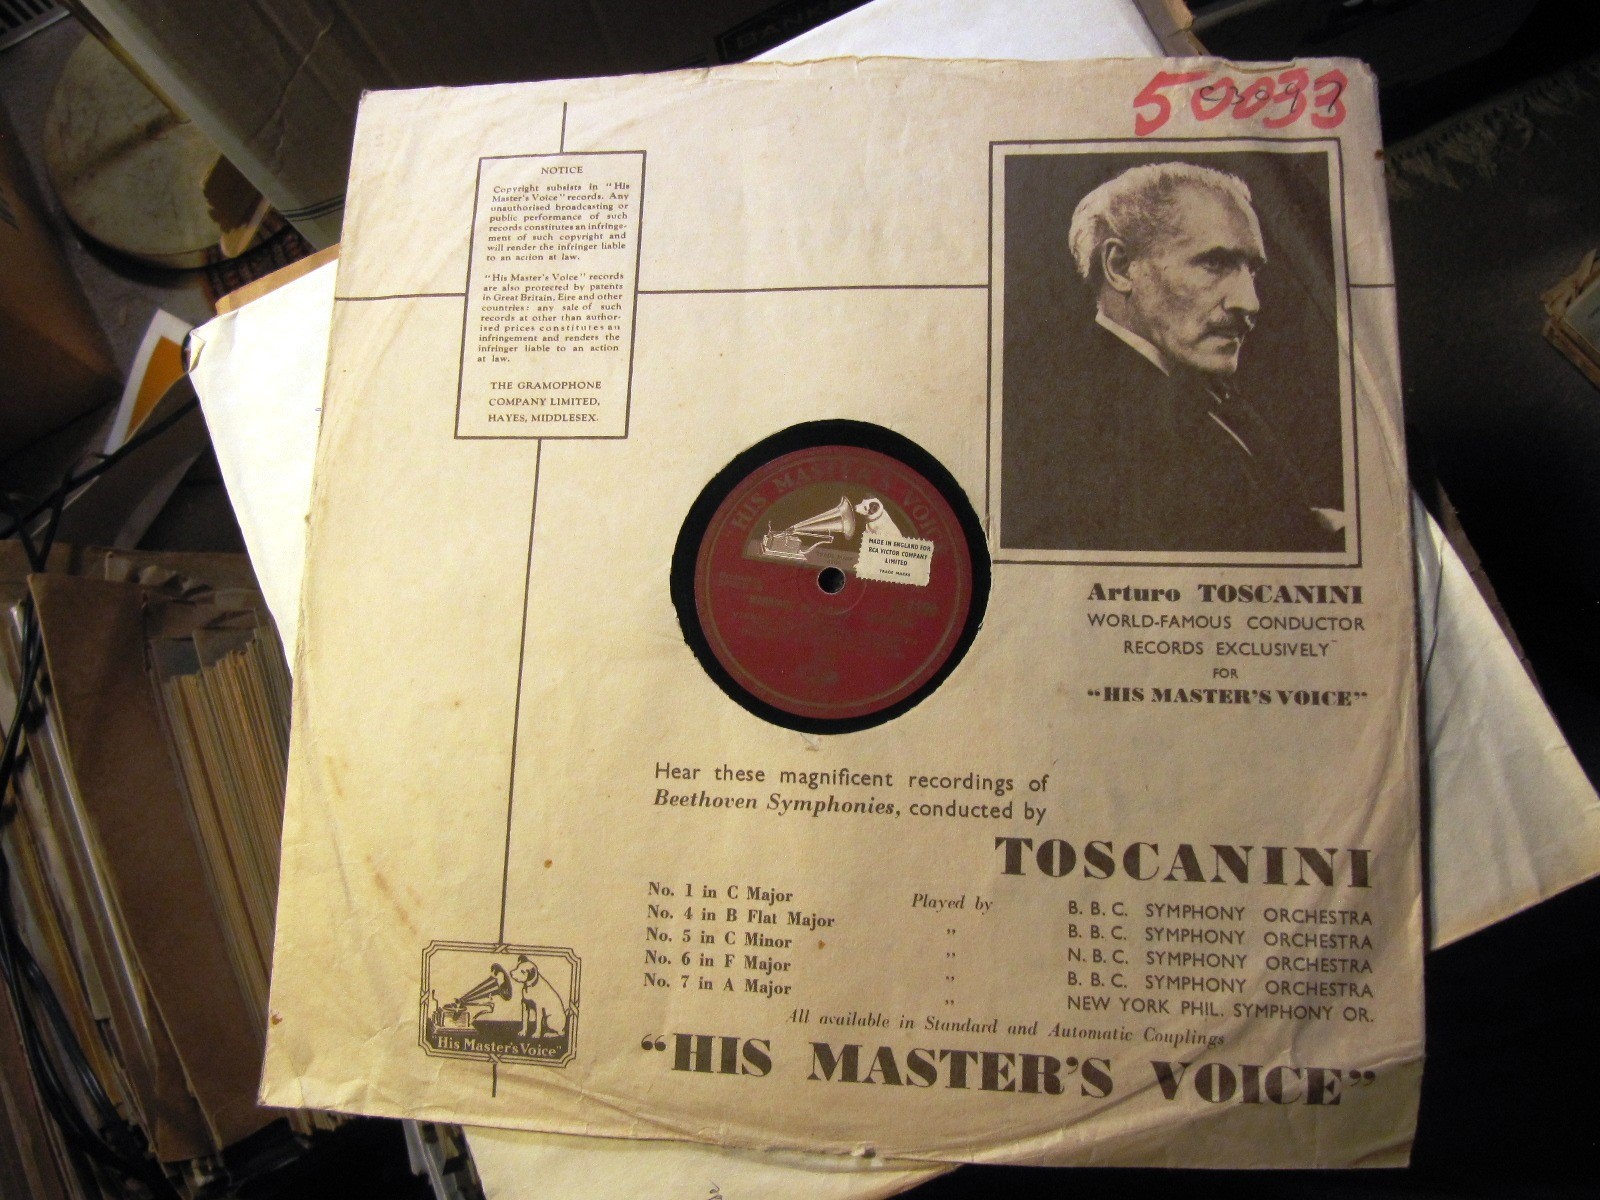 50033
NOTICE
Copyright subsists in "His
Master's Voice" records. Any
unauthorised broadcasting or
public performance of such
records constitutes an infringe-
ment of such copyright and
will render the infringer liable
to an action at law.
"His Master's Voice" records
are also protected by patents
in Great Britain, Eire and other
countries: any sale of such
records at other than author-
ised prices constitutes an
infringement and renders the
infringer liable to an action
at law.
THE GRAMOPHONE
COMPANY LIMITED,
HAYES, MIDDLESEX.
HIS MASTER'S VOICE
MADE IN ENGLAND FOR
RCA VICTOR COMPANY
LIMITED
TRADE MARKS
Arturo TOSCANINI
WORLD-FAMOUS CONDUCTOR
RECORDS EXCLUSIVELY
FOR
"HIS MASTER'S VOICE"
Hear these magnificent recordings of
Beethoven Symphonies, conducted by
TOSCANINI
No. 1 in C Major Played by B. B. C. SYMPHONY ORCHESTRA
No. 4 in B Flat Major " B. B. C. SYMPHONY ORCHESTRA
No. 5 in C Minor " N. B. C. SYMPHONY ORCHESTRA
No. 6 in F Major " B. B. C. SYMPHONY ORCHESTRA
No. 7 in A Major " NEW YORK PHIL. SYMPHONY OR.
All available in Standard and Automatic Couplings
"His Master's Voice"
"HIS MASTER'S VOICE"